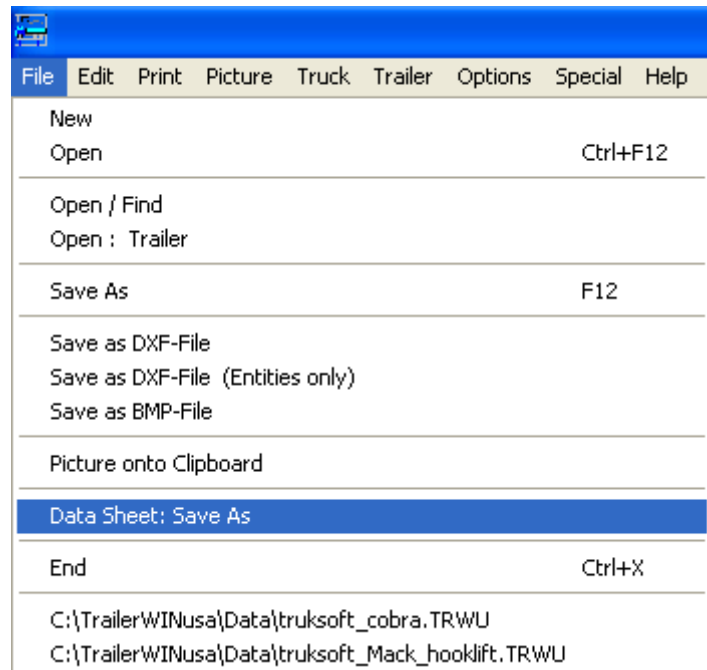 File Edit Print Picture Truck Trailer Options Special Help
New
Open Ctrl+F12
Open / Find
Open : Trailer
Save As F12
Save as DXF-File
Save as DXF-File (Entities only)
Save as BMP-File
Picture onto Clipboard
Data Sheet: Save As
End Ctrl+X
C:\TrailerWINusa\Data\truksoft_cobra.TRWU
C:\TrailerWINusa\Data\truksoft_Mack_hooklift.TRWU